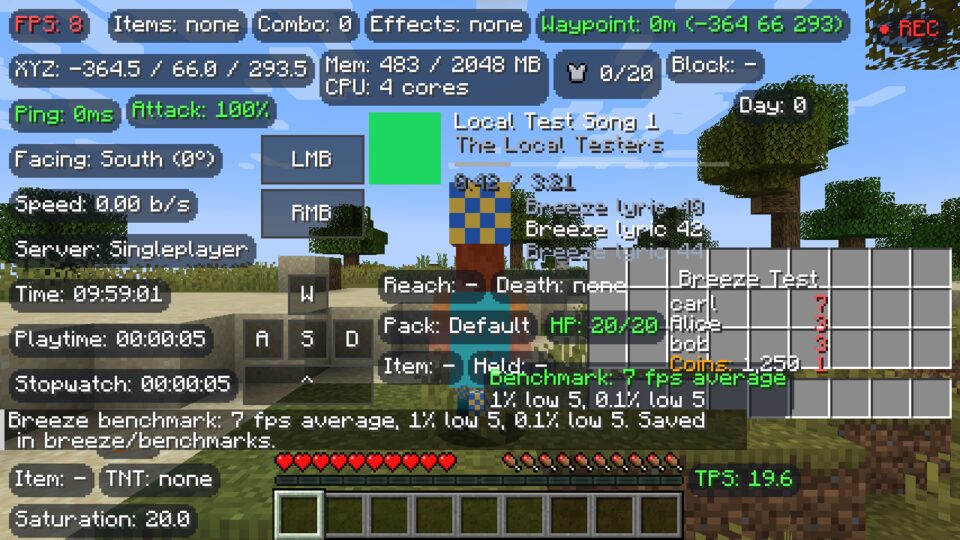 FPS: 8
Items: none
Combo: 0
Effects: none
Waypoint: 0m (-364 66 293)
REC
XYZ: -364.5 / 66.0 / 293.5
Mem: 483 / 2048 MB
CPU: 4 cores
0/20
Block: -
Ping: 0ms
Attack: 100%
Day: 0
Local Test Song 1
The Local Testers
0:42 / 3:21
Facing: South (0°)
LMB
Speed: 0.00 b/s
RMB
Breeze lyric 40
Breeze lyric 42
Breeze lyric 44
Server: Singleplayer
Breeze Test
carl 7
Alice 3
bob 3
Coins: 1,250 1
Reach: -
Death: none
Time: 09:59:01
W
Pack: Default
HP: 20/20
Playtime: 00:00:05
A
S
D
Item: -
Held: -
Stopwatch: 00:00:05
^
Benchmark: 7 fps average
1% low 5, 0.1% low 5
Breeze benchmark: 7 fps average, 1% low 5, 0.1% low 5. Saved
in breeze/benchmarks.
Item: -
TNT: none
TPS: 19.6
Saturation: 20.0